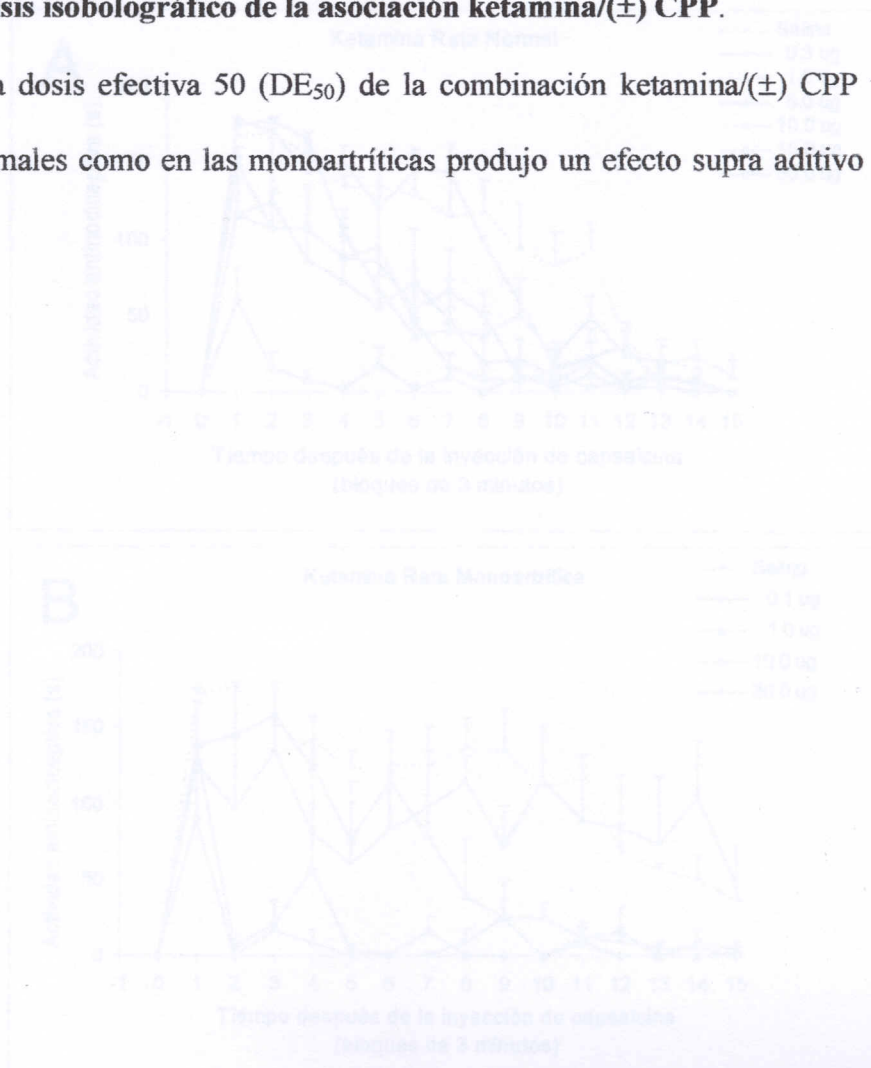 sis isobolográfico de la asociación ketamina/(±) CPP.
a dosis efectiva 50 (DE50) de la combinación ketamina/(±) CPP
males como en las monoartríticas produjo un efecto supra aditivo
A
Ketamina Rata Normal
Salina
0.3 ug
10.0 ug
100
50
0
-1 0 1 2 3 4 5 6 7 8 9 10 11 12 13 14 15
Tiempo después de la inyección de capsaicina
(bloques de 3 minutos)
B
Ketamina Rata Monoartrítica
Salina
0.1 ug
1.0 ug
10.0 ug
30.0 ug
200
150
100
50
0
-1 0 1 2 3 4 5 6 7 8 9 10 11 12 13 14 15
Tiempo después de la inyección de capsaicina
(bloques de 3 minutos)